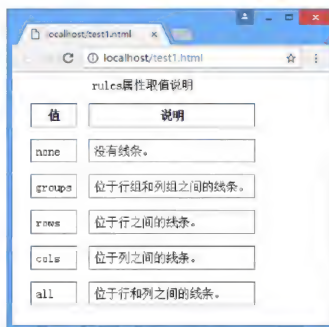 localhost/test1.html
localhost/test1.html
rules属性取值说明
值 说明
none 没有线条。
groups 位于行组和列组之间的线条。
rows 位于行之间的线条。
cols 位于列之间的线条。
all 位于行和列之间的线条。